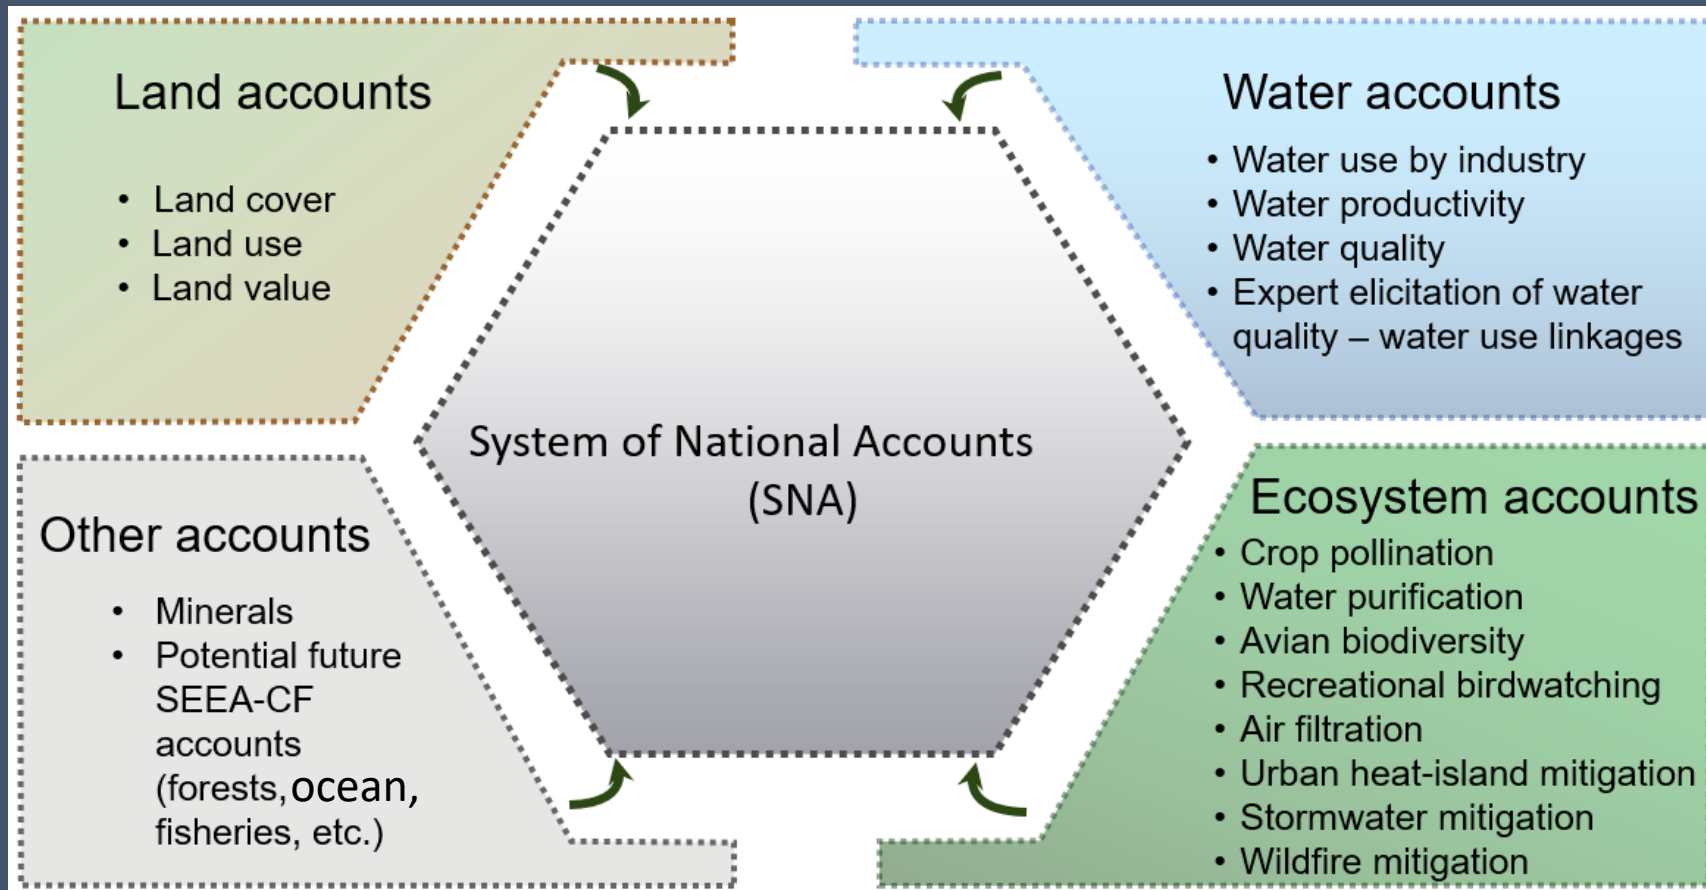 Land accounts
• Land cover
• Land use
• Land value
Water accounts
• Water use by industry
• Water productivity
• Water quality
• Expert elicitation of water
quality – water use linkages
System of National Accounts
(SNA)
Other accounts
• Minerals
• Potential future
SEEA-CF
accounts
(forests, ocean,
fisheries, etc.)
Ecosystem accounts
• Crop pollination
• Water purification
• Avian biodiversity
• Recreational birdwatching
• Air filtration
• Urban heat-island mitigation
• Stormwater mitigation
• Wildfire mitigation